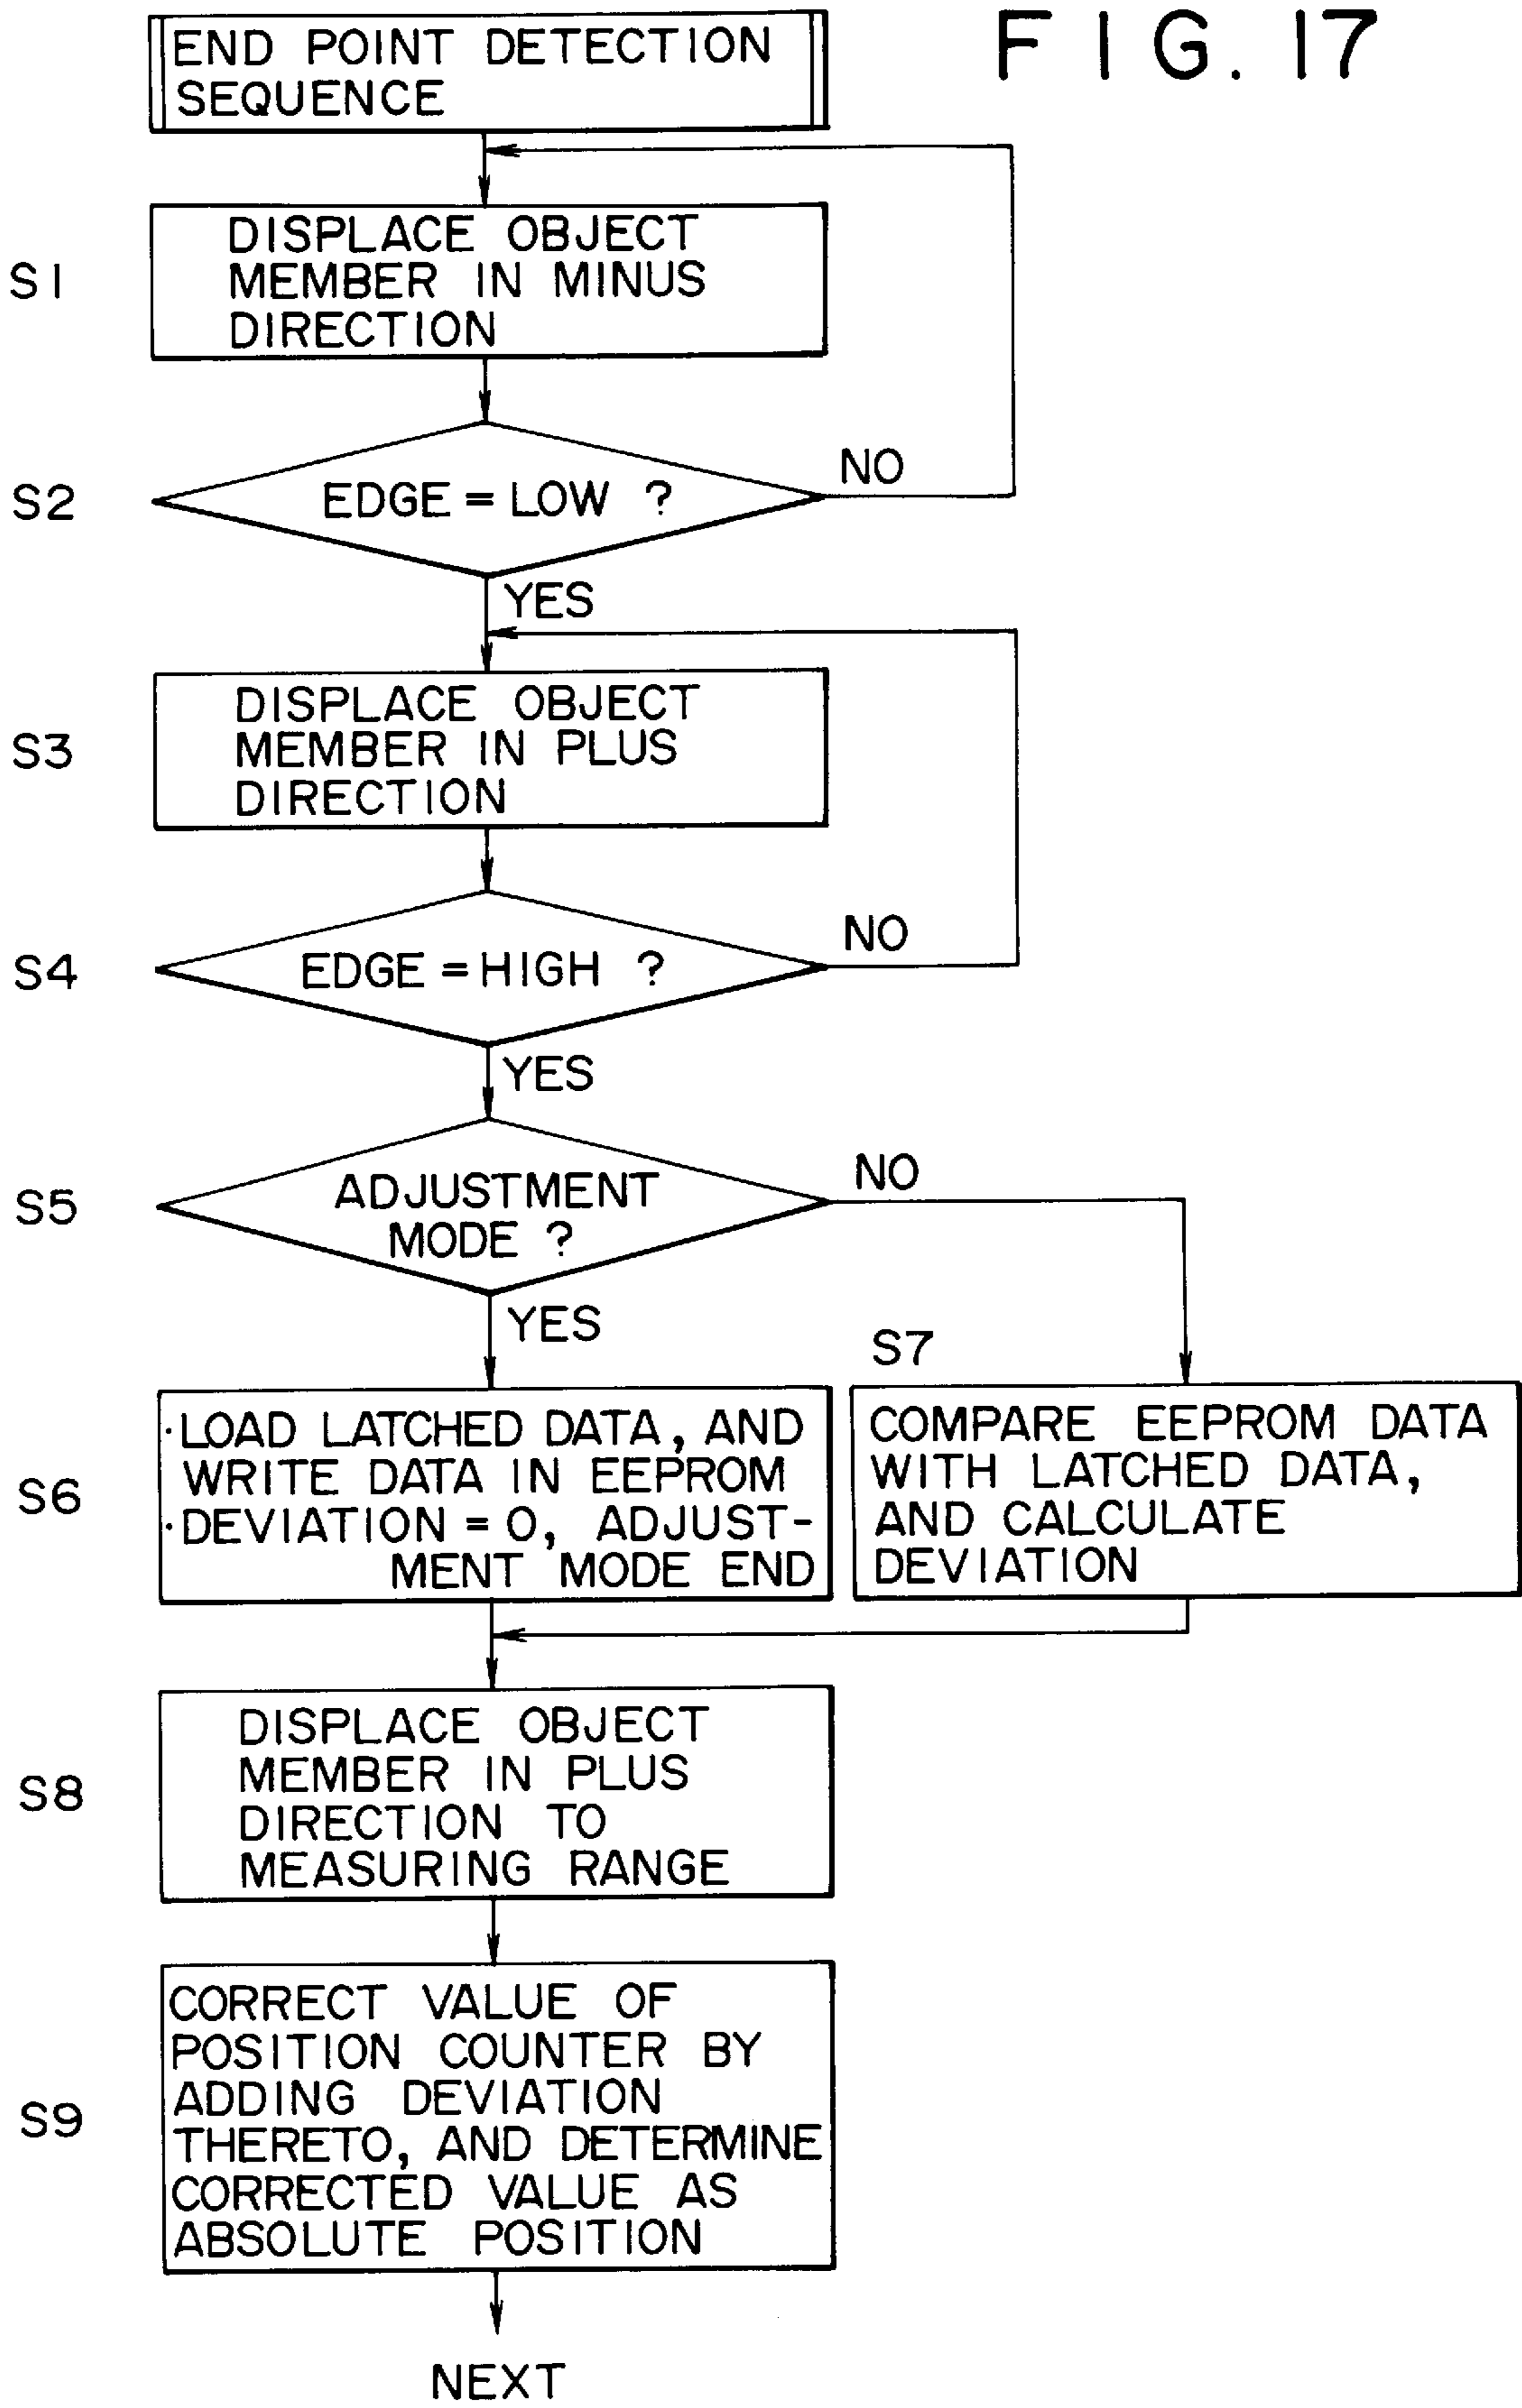 FIG. 17
END POINT DETECTION
SEQUENCE
S1
DISPLACE OBJECT
MEMBER IN MINUS
DIRECTION
S2
EDGE = LOW ?
NO
YES
S3
DISPLACE OBJECT
MEMBER IN PLUS
DIRECTION
S4
EDGE = HIGH ?
NO
YES
S5
ADJUSTMENT
MODE ?
NO
YES
S6
·LOAD LATCHED DATA, AND
WRITE DATA IN EEPROM
·DEVIATION = 0, ADJUST-
MENT MODE END
S7
COMPARE EEPROM DATA
WITH LATCHED DATA,
AND CALCULATE
DEVIATION
S8
DISPLACE OBJECT
MEMBER IN PLUS
DIRECTION TO
MEASURING RANGE
S9
CORRECT VALUE OF
POSITION COUNTER BY
ADDING DEVIATION
THERETO, AND DETERMINE
CORRECTED VALUE AS
ABSOLUTE POSITION
NEXT